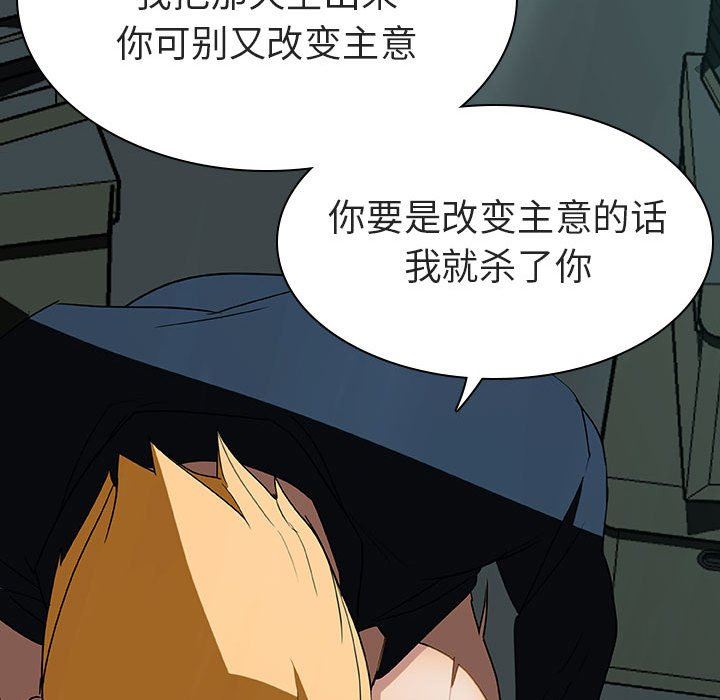 你可别又改变主意
你要是改变主意的话
我就杀了你